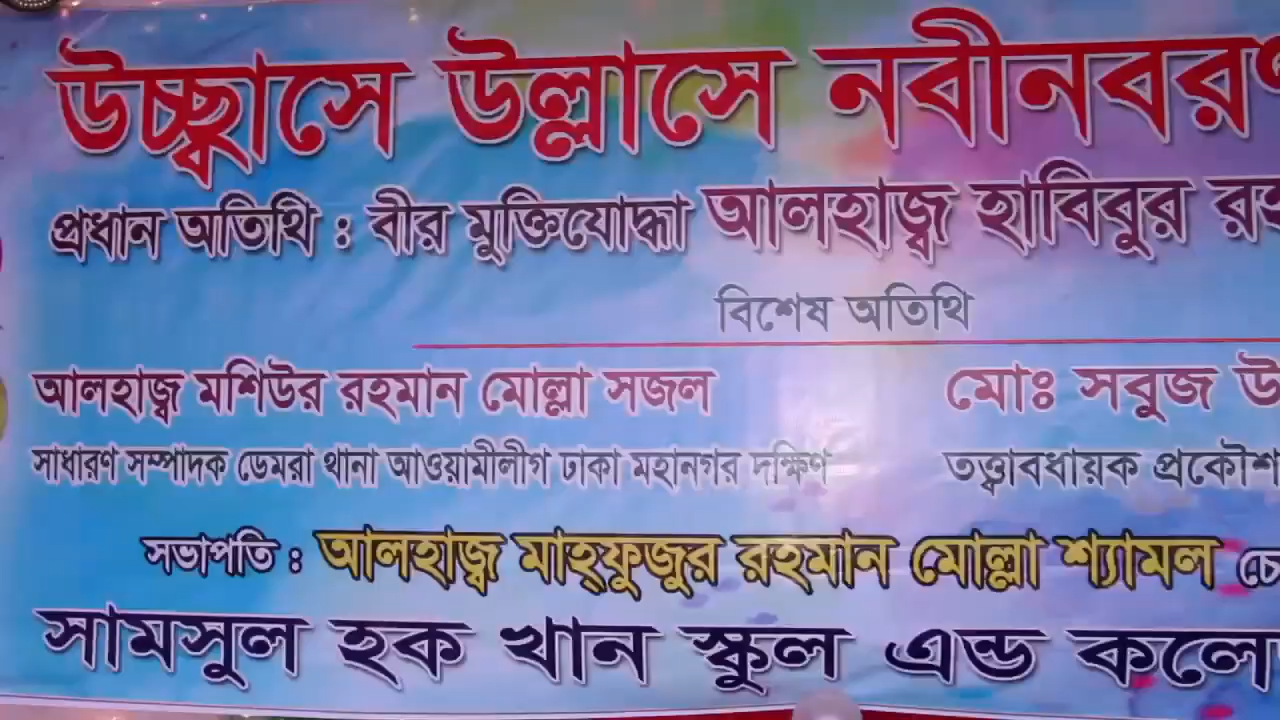 উচ্ছ্বাসে উল্লাসে নবীনবরণ
প্রধান অতিথি : বীর মুক্তিযোদ্ধা আলহাজ্ব হাবিবুর
বিশেষ অতিথি
আলহাজ্ব মশিউর রহমান মোল্লা সজল
মোঃ সবুজ
সাধারণ সম্পাদক ডেমরা থানা আওয়ামীলীগ ঢাকা মহানগর দক্ষিণ
তত্ত্বাবধায়ক
সভাপতি : আলহাজ্ব মাহ্ফুজুর রহমান মোল্লা শ্যামল
সামসুল হক খান স্কুল এন্ড